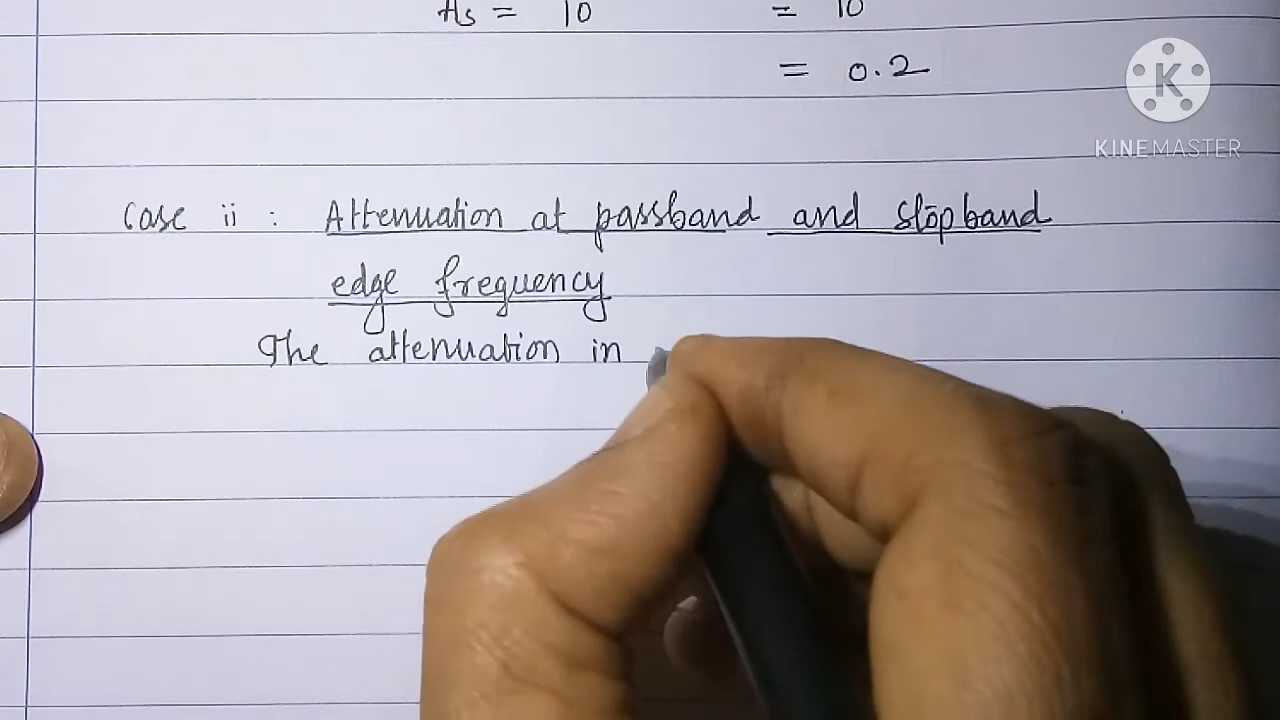 As = 10 = 10
= 0.2
K
KINEMASTER
Case ii : Attenuation at passband and stopband
edge frequency
The attenuation in